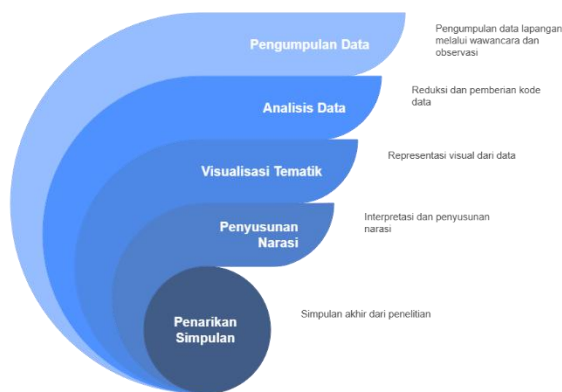 Pengumpulan Data
Pengumpulan data lapangan
melalui wawancara dan
observasi
Analisis Data
Reduksi dan pemberian kode
data
Visualisasi Tematik
Representasi visual dari data
Penyusunan
Narasi
Interpretasi dan penyusunan
narasi
Penarikan
Simpulan
Simpulan akhir dari penelitian